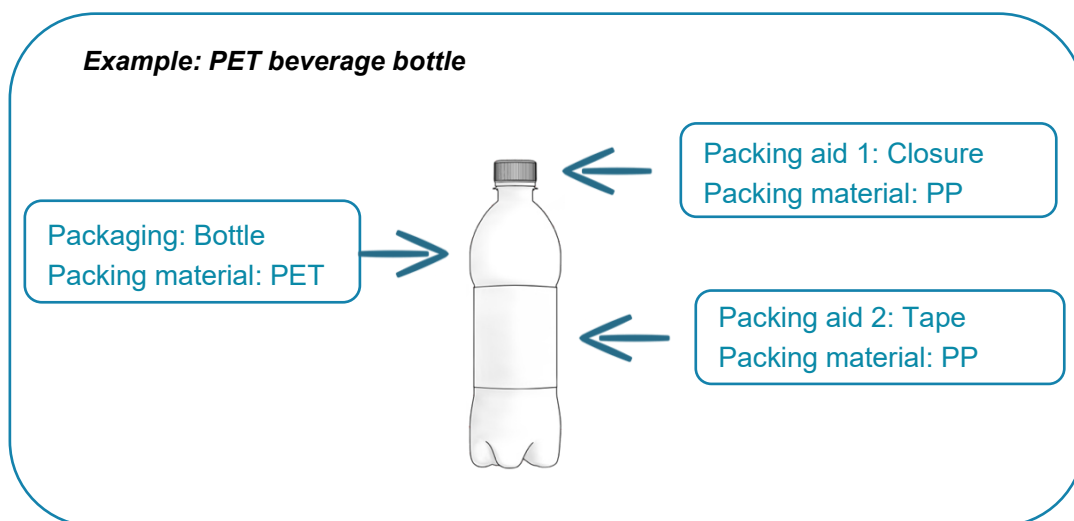 Example: PET beverage bottle
Packing aid 1: Closure
Packing material: PP
Packaging: Bottle
Packing material: PET
Packing aid 2: Tape
Packing material: PP